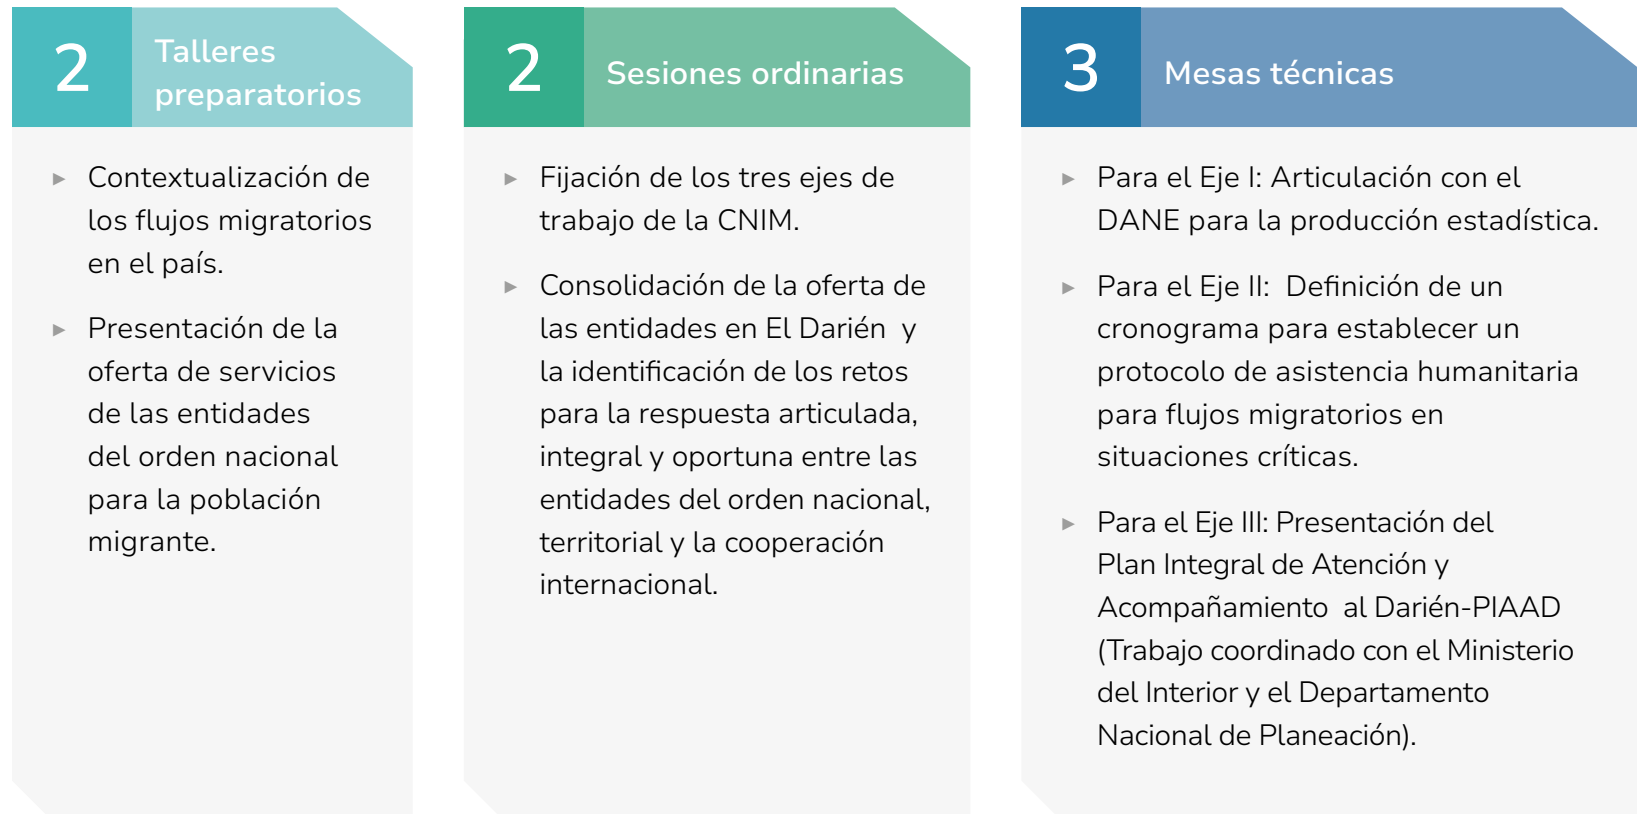 2
Talleres
preparatorios
► Contextualización de
los flujos migratorios
en el país.
► Presentación de la
oferta de servicios
de las entidades
del orden nacional
para la población
migrante.
2
Sesiones ordinarias
► Fijación de los tres ejes de
trabajo de la CNIM.
► Consolidación de la oferta de
las entidades en El Darién y
la identificación de los retos
para la respuesta articulada,
integral y oportuna entre las
entidades del orden nacional,
territorial y la cooperación
internacional.
3
Mesas técnicas
► Para el Eje I: Articulación con el
DANE para la producción estadística.
► Para el Eje II: Definición de un
cronograma para establecer un
protocolo de asistencia humanitaria
para flujos migratorios en
situaciones críticas.
► Para el Eje III: Presentación del
Plan Integral de Atención y
Acompañamiento al Darién-PIAAD
(Trabajo coordinado con el Ministerio
del Interior y el Departamento
Nacional de Planeación).